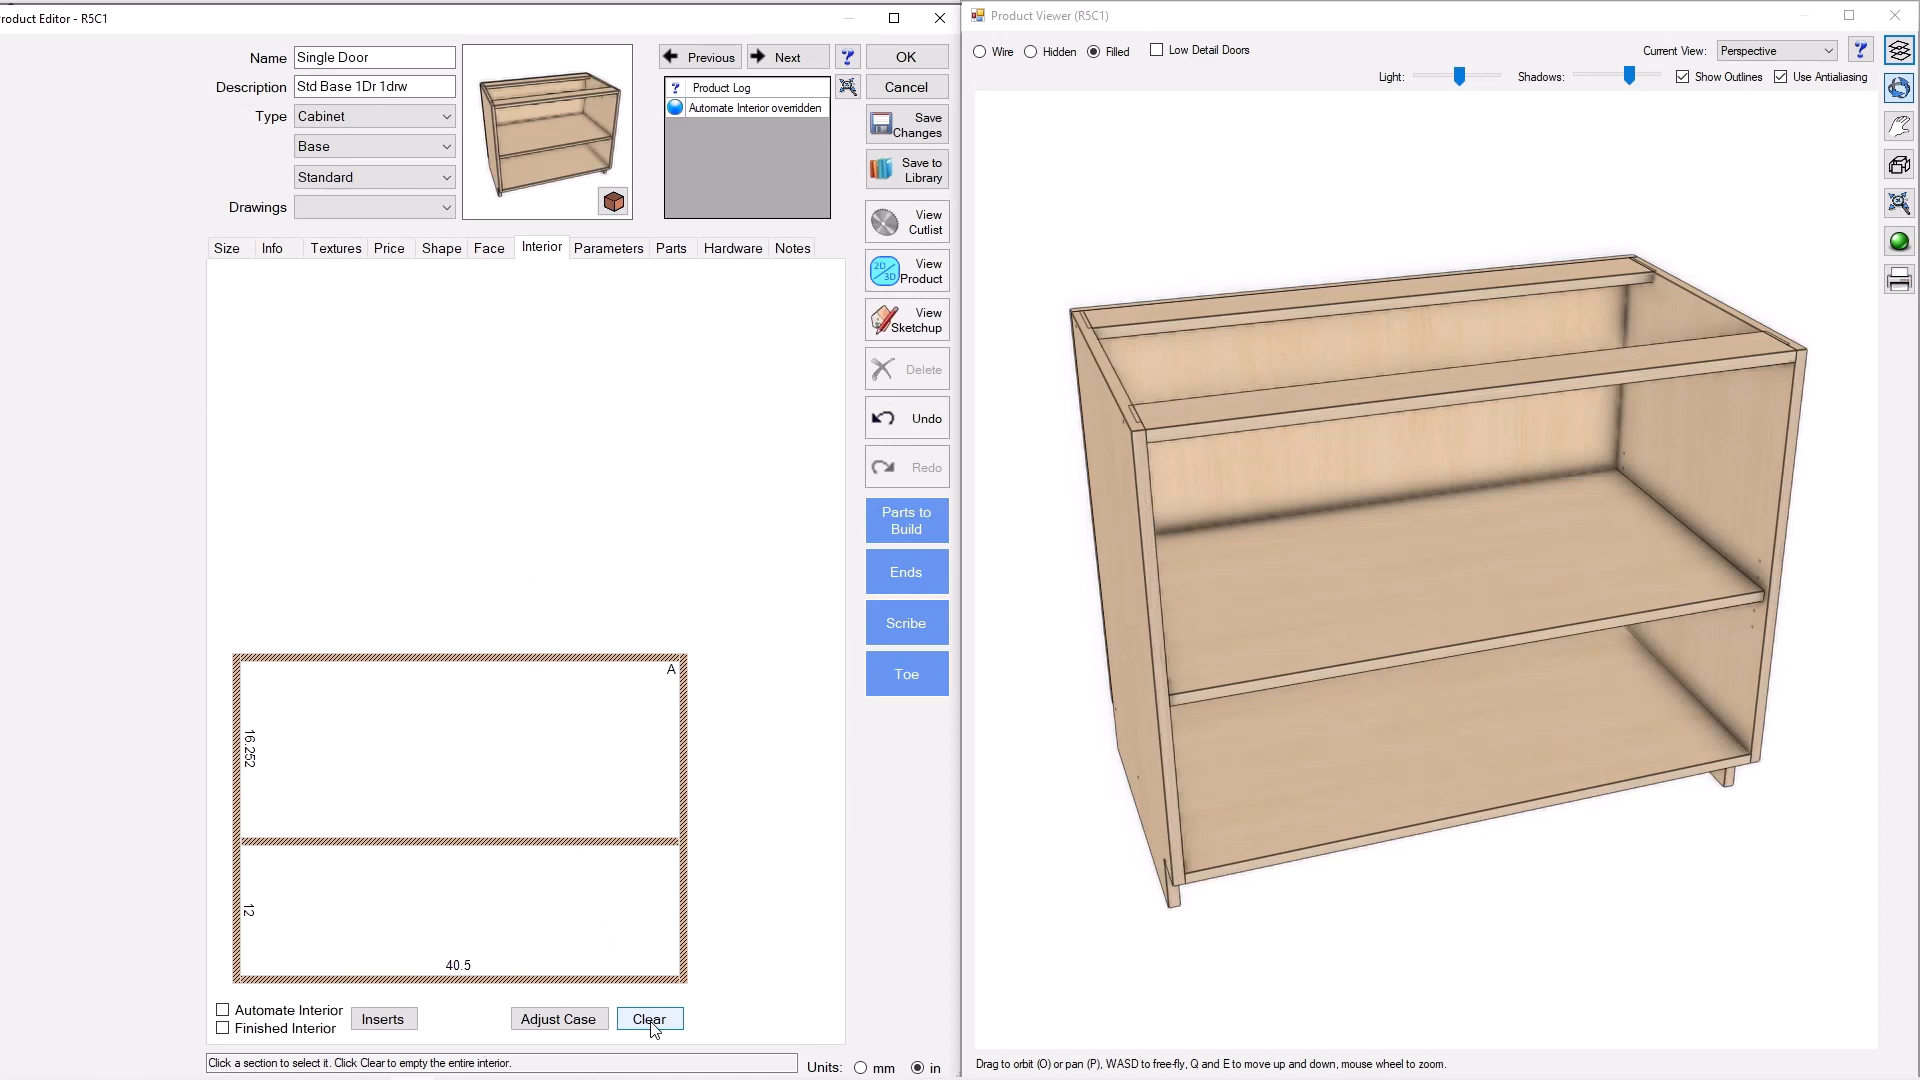 roduct Editor - R5C1
Name Single Door
Description Std Base 1Dr 1drw
Type Cabinet
Base
Standard
Drawings
Previous Next ? OK
? Product Log
Automate Interior overridden
Cancel
Save Changes
Save to Library
Size Info Textures Price Shape Face Interior Parameters Parts Hardware Notes
View Cutlist
2D/3D View Product
View Sketchup
Delete
Undo
Redo
Parts to Build
Ends
Scribe
Toe
A
16.252
12
40.5
Automate Interior
Finished Interior
Inserts Adjust Case Clear
Click a section to select it. Click Clear to empty the entire interior.
Units: mm in
Product Viewer (R5C1)
Wire Hidden Filled Low Detail Doors
Current View: Perspective ?
Light: Shadows: Show Outlines Use Antialiasing
Drag to orbit (O) or pan (P), WASD to free-fly, Q and E to move up and down, mouse wheel to zoom.